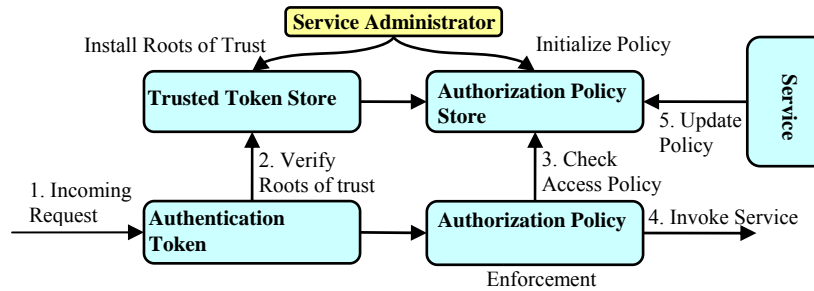 Service Administrator
Install Roots of Trust
Initialize Policy
Trusted Token Store
Authorization Policy
Store
Service
5. Update
Policy
2. Verify
Roots of trust
3. Check
Access Policy
1. Incoming
Request
Authentication
Token
Authorization Policy
4. Invoke Service
Enforcement